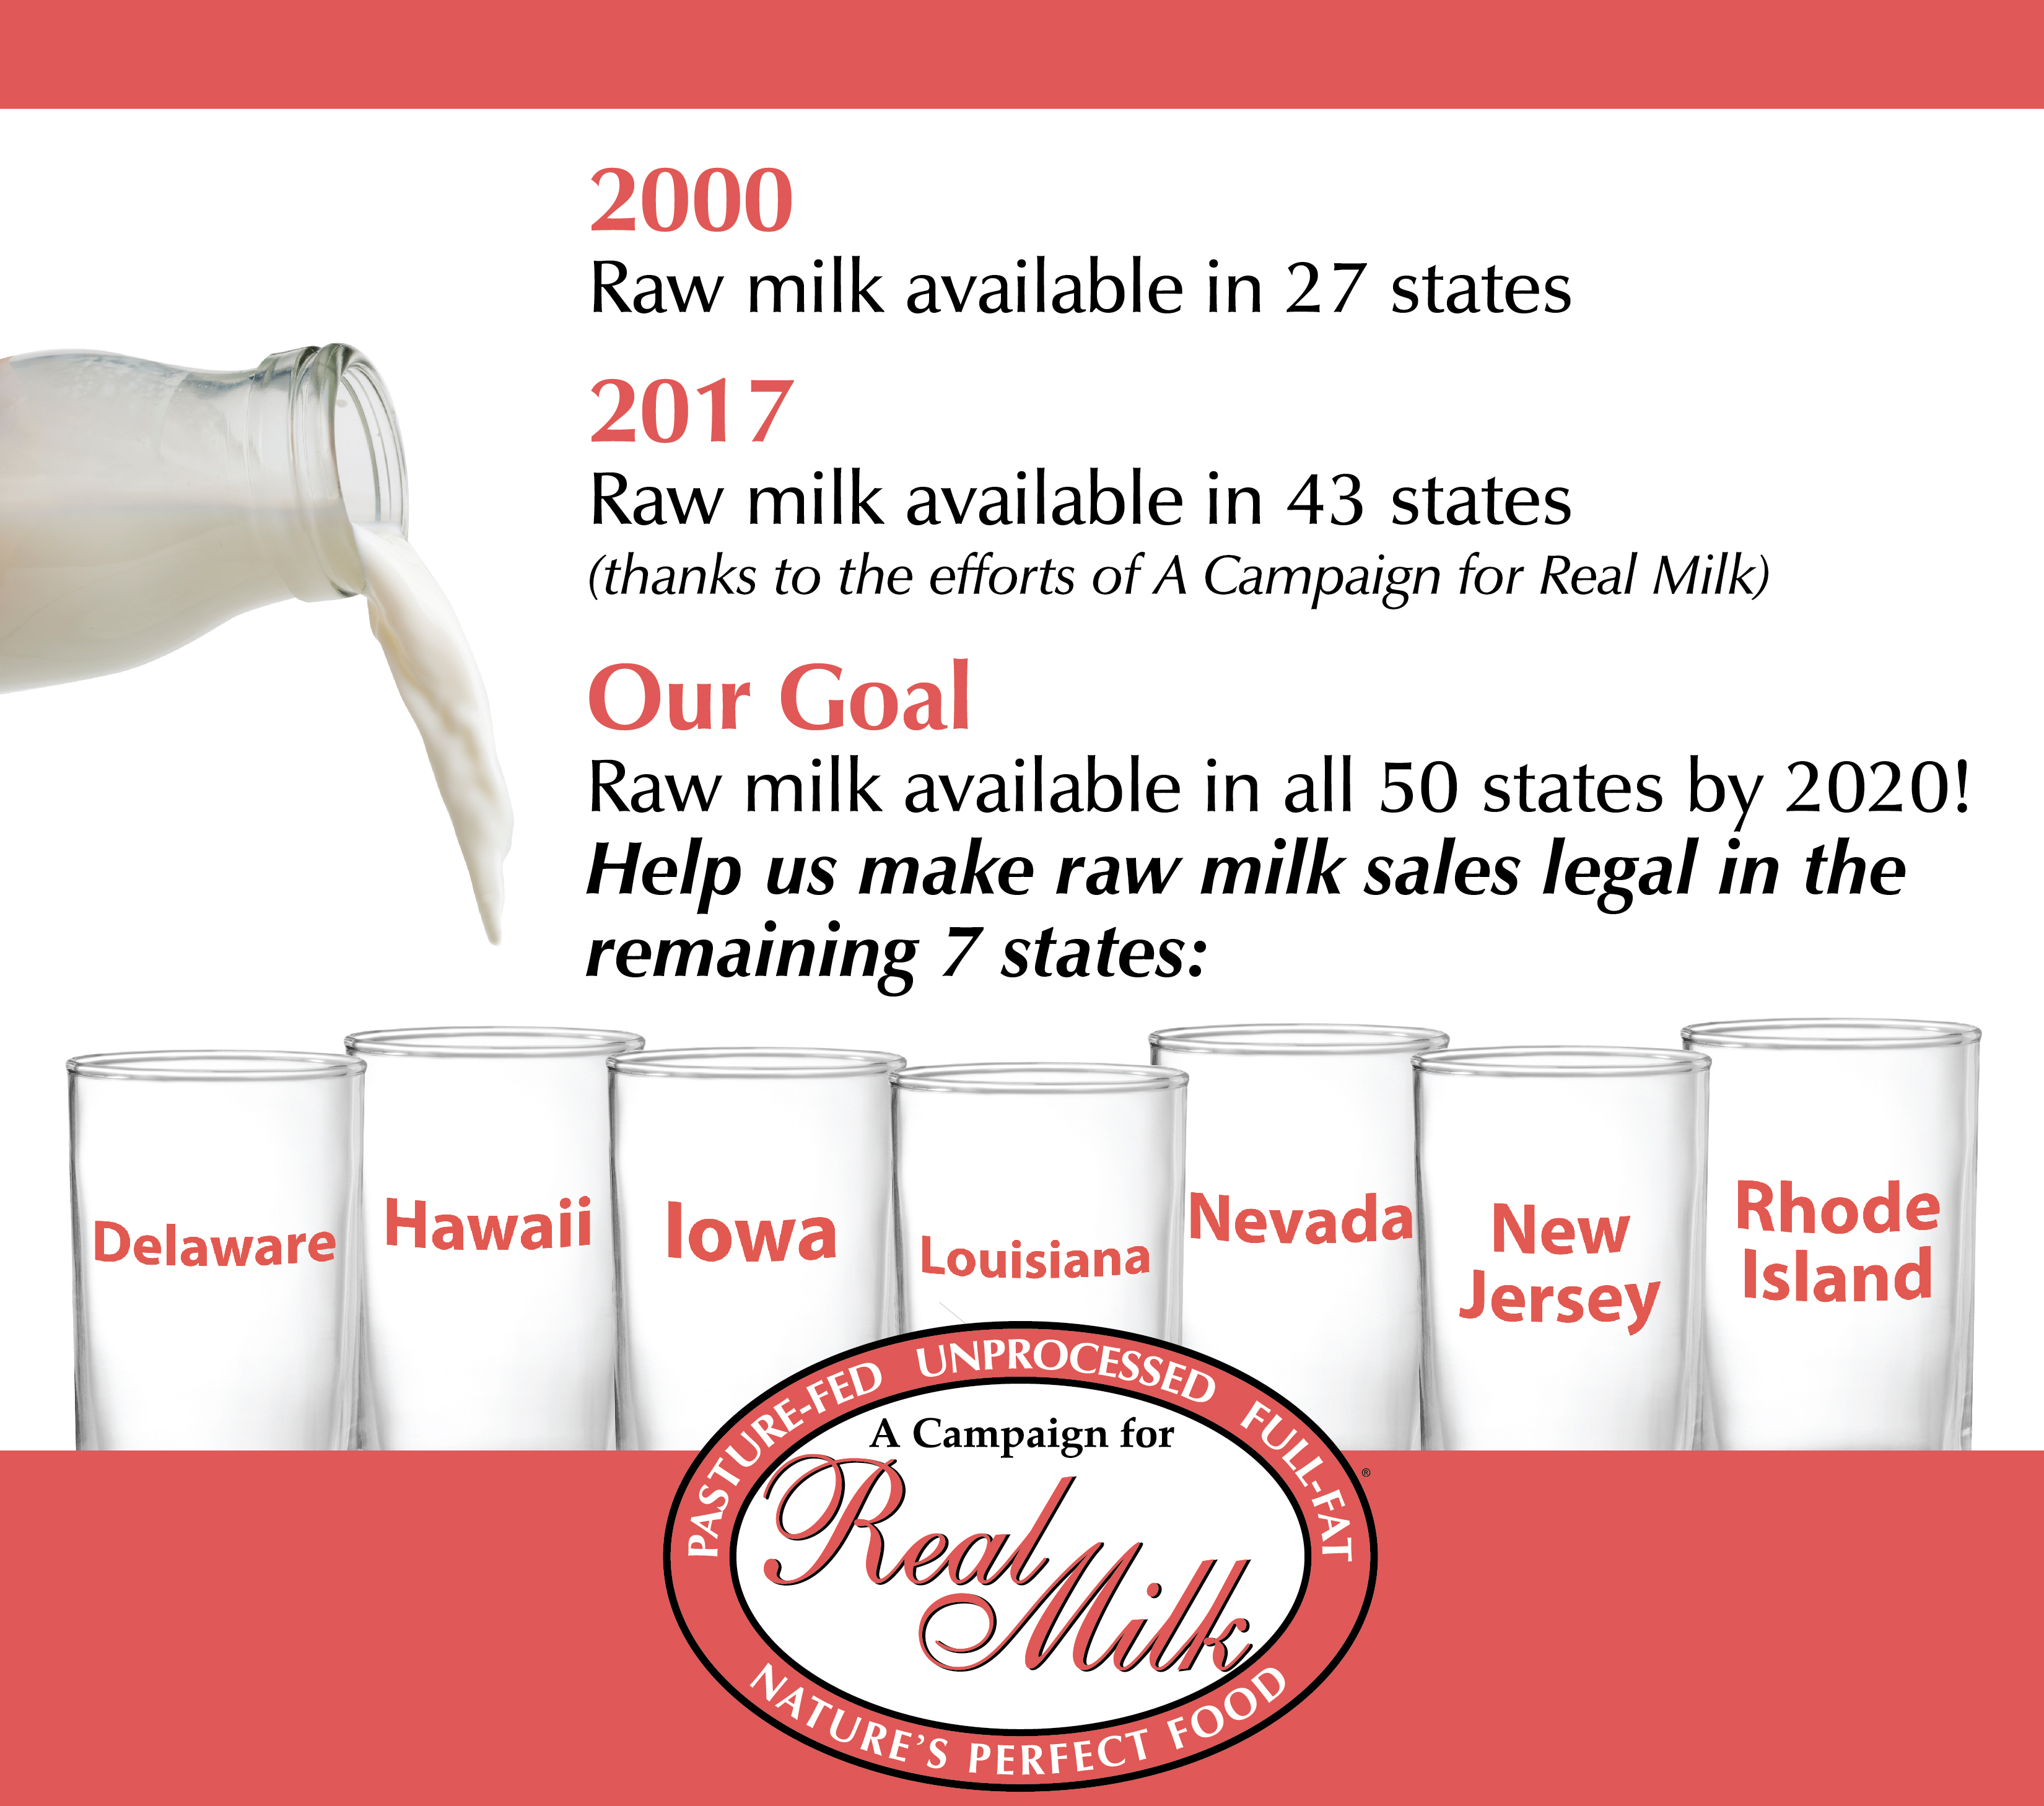 2000
Raw milk available in 27 states
2017
Raw milk available in 43 states
(thanks to the efforts of A Campaign for Real Milk)
Our Goal
Raw milk available in all 50 states by 2020!
Help us make raw milk sales legal in the
remaining 7 states:
Delaware
Hawaii
Iowa
Louisiana
Nevada
New
Jersey
Rhode
Island
PASTURE-FED UNPROCESSED FULL-FAT
®
A Campaign for
Real Milk
NATURE'S PERFECT FOOD